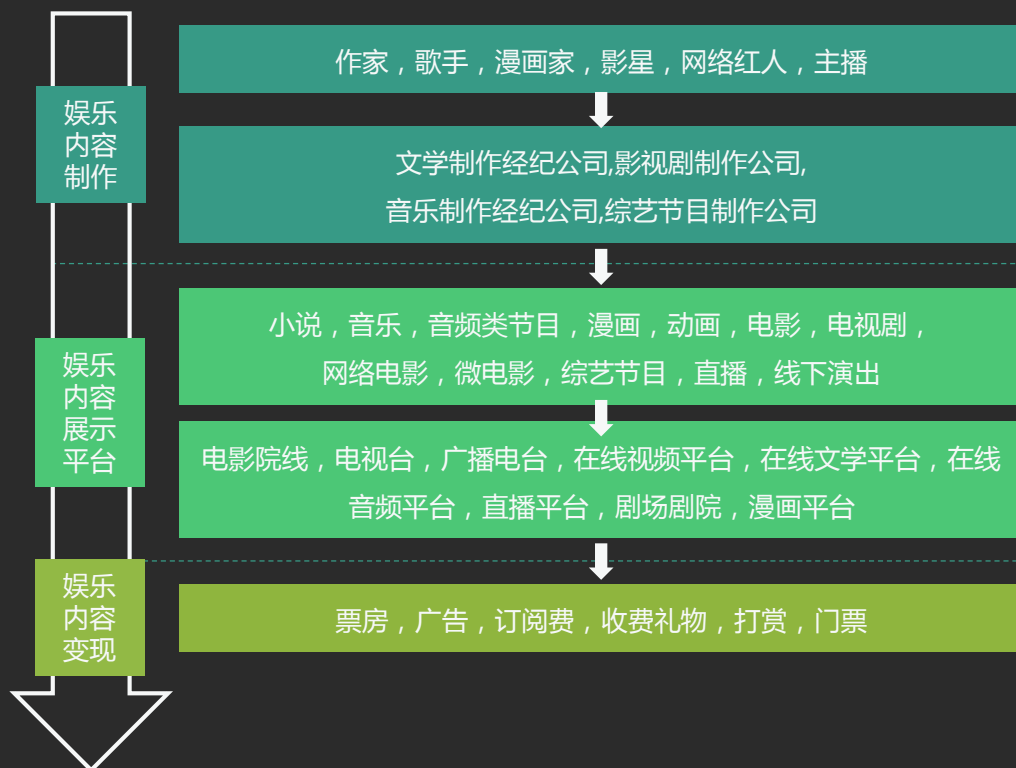 作家，歌手，漫画家，影星，网络红人，主播
娱乐
内容
制作
文学制作经纪公司,影视剧制作公司,
音乐制作经纪公司,综艺节目制作公司
小说，音乐，音频类节目，漫画，动画，电影，电视剧，
网络电影，微电影，综艺节目，直播，线下演出
娱乐
内容
展示
平台
电影院线，电视台，广播电台，在线视频平台，在线文学平台，在线
音频平台，直播平台，剧场剧院，漫画平台
娱乐
内容
变现
票房，广告，订阅费，收费礼物，打赏，门票